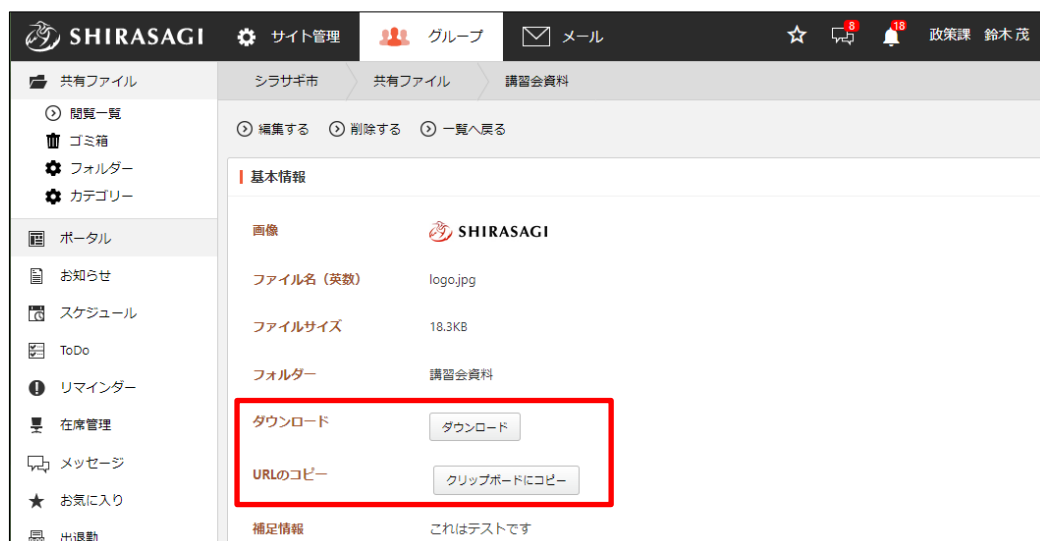 SHIRASAGI サイト管理 グループ メール 8 18 政策課 鈴木 茂
共有ファイル
閲覧一覧
ゴミ箱
フォルダー
カテゴリー
ポータル
お知らせ
スケジュール
ToDo
リマインダー
在席管理
メッセージ
お気に入り
出退勤
シラサギ市 共有ファイル 講習会資料
編集する 削除する 一覧へ戻る
基本情報
画像 SHIRASAGI
ファイル名（英数） logo.jpg
ファイルサイズ 18.3KB
フォルダー 講習会資料
ダウンロード ダウンロード
URLのコピー クリップボードにコピー
補足情報 これはテストです